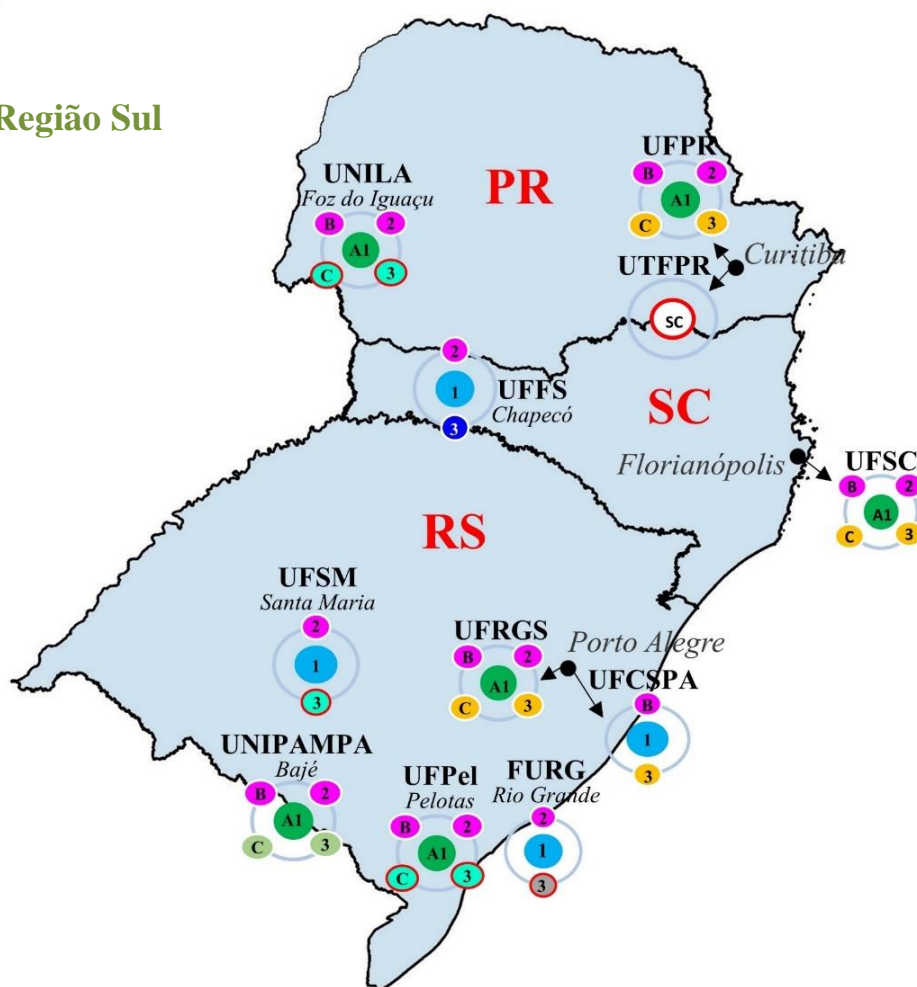 Região Sul
UFPR
B 2
A1
C 3
UNILA
Foz do Iguaçu
B 2
A1
C 3
PR
Curitiba
UTFPR
SC
2
1
3
UFFS
Chapecó
SC
Florianópolis
UFSC
B 2
A1
C 3
RS
UFSM
Santa Maria
2
1
3
UFRGS
B 2
A1
C 3
Porto Alegre
UFCSPA
B
1
3
UNIPAMPA
Bajé
B 2
A1
C 3
UFPel
Pelotas
B 2
A1
C 3
FURG
Rio Grande
2
1
3